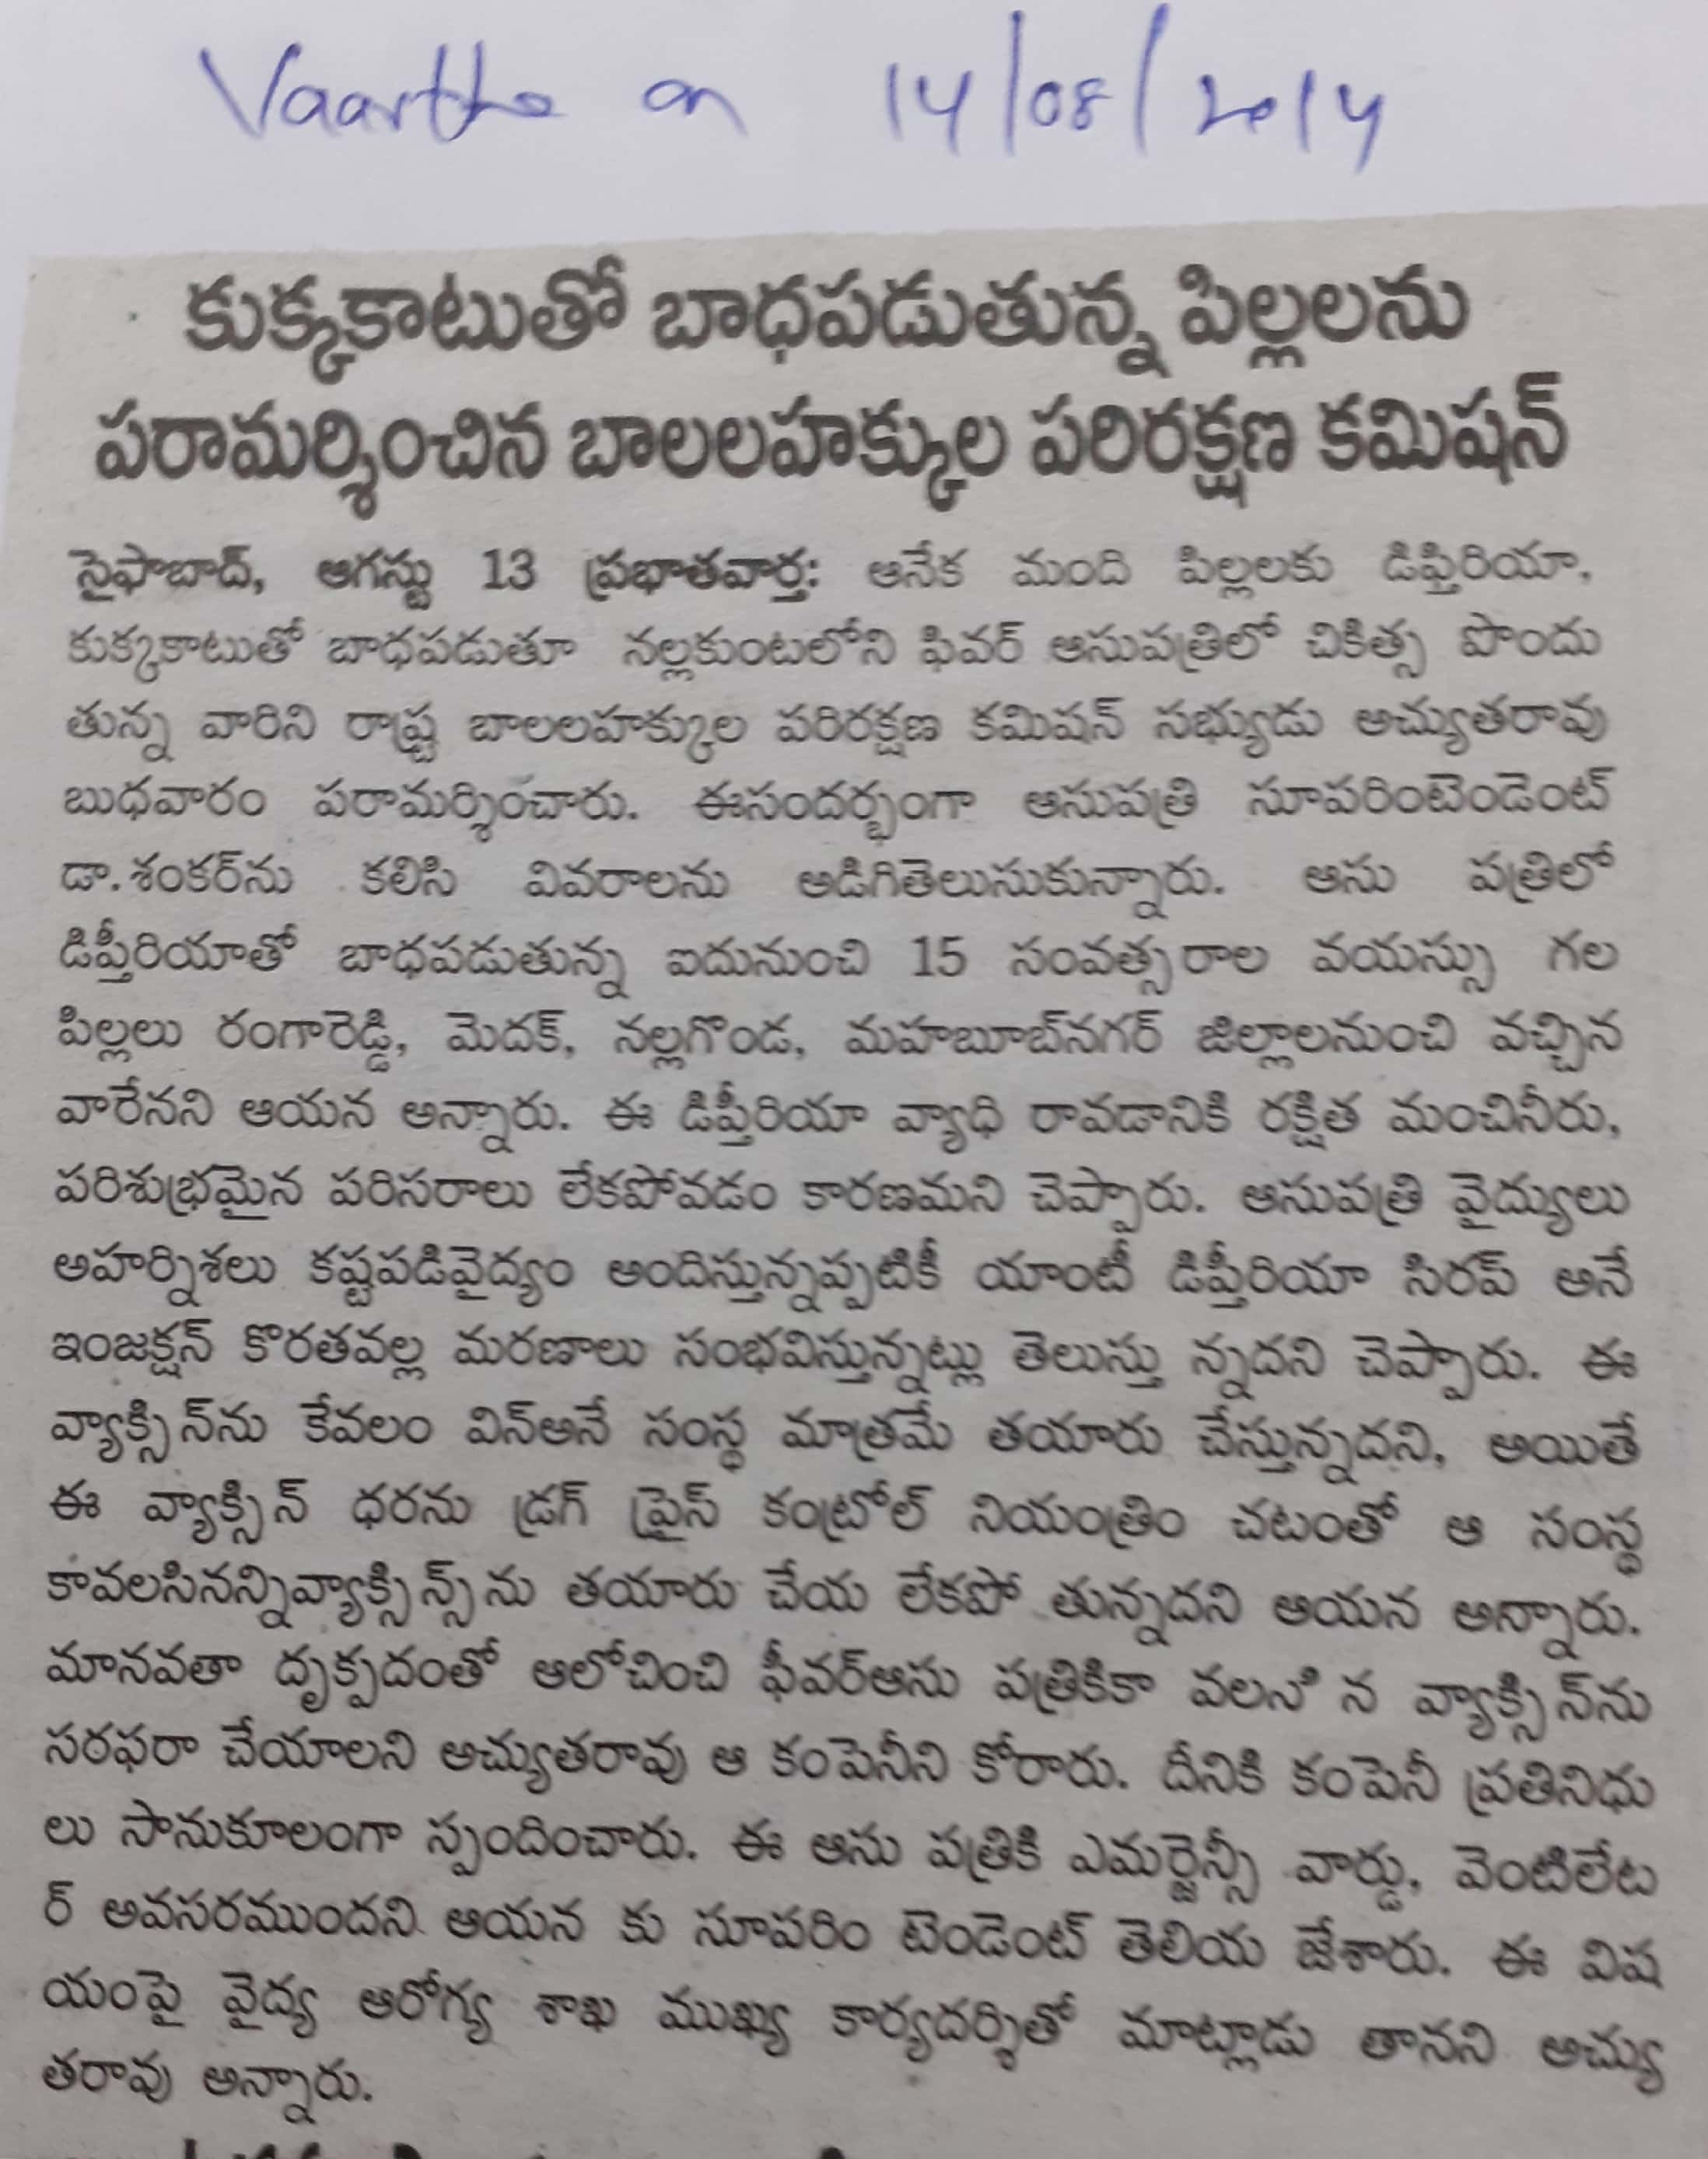 Vaartha on 14/08/2014
కుక్కకాటుతో బాధపడుతున్న పిల్లలను
పరామర్శించిన బాలలహక్కుల పరిరక్షణ కమిషన్
సైఫాబాద్, ఆగస్టు 13 ప్రభాతవార్త: అనేక మంది పిల్లలకు డిఫ్తిరియా,
కుక్కకాటుతో బాధపడుతూ నల్లకుంటలోని ఫివర్ ఆసుపత్రిలో చికిత్స పొందు
తున్న వారిని రాష్ట్ర బాలలహక్కుల పరిరక్షణ కమిషన్ సభ్యుడు అచ్యుతరావు
బుధవారం పరామర్శించారు. ఈసందర్భంగా ఆసుపత్రి సూపరింటెండెంట్
డా.శంకర్‌ను కలిసి వివరాలను అడిగితెలుసుకున్నారు. ఆసు పత్రిలో
డిఫ్తీరియాతో బాధపడుతున్న ఐదునుంచి 15 సంవత్సరాల వయస్సు గల
పిల్లలు రంగారెడ్డి, మెదక్, నల్లగొండ, మహబూబ్‌నగర్ జిల్లాలనుంచి వచ్చిన
వారేనని ఆయన అన్నారు. ఈ డిఫ్తీరియా వ్యాధి రావడానికి రక్షిత మంచినీరు,
పరిశుభ్రమైన పరిసరాలు లేకపోవడం కారణమని చెప్పారు. ఆసుపత్రి వైద్యులు
అహర్నిశలు కష్టపడివైద్యం అందిస్తున్నప్పటికీ యాంటీ డిఫ్తీరియా సిరప్ అనే
ఇంజక్షన్ కొరతవల్ల మరణాలు సంభవిస్తున్నట్లు తెలుస్తు న్నదని చెప్పారు. ఈ
వ్యాక్సిన్‌ను కేవలం విన్‌అనే సంస్థ మాత్రమే తయారు చేస్తున్నదని, అయితే
ఈ వ్యాక్సిన్ ధరను డ్రగ్ ప్రైస్ కంట్రోల్ నియంత్రిం చటంతో ఆ సంస్థ
కావలసినన్నివ్యాక్సిన్స్‌ను తయారు చేయ లేకపో తున్నదని ఆయన అన్నారు.
మానవతా దృక్పదంతో ఆలోచించి ఫీవర్‌ఆసు పత్రికికా వలసి న వ్యాక్సిన్‌ను
సరఫరా చేయాలని అచ్యుతరావు ఆ కంపెనీని కోరారు. దీనికి కంపెనీ ప్రతినిధు
లు సానుకూలంగా స్పందించారు. ఈ ఆసు పత్రికి ఎమర్జెన్సీ వార్డు, వెంటిలేట
ర్ అవసరముందని ఆయన కు సూపరిం టెండెంట్ తెలియ జేశారు. ఈ విష
యంపై వైద్య ఆరోగ్య శాఖ ముఖ్య కార్యదర్శితో మాట్లాడు తానని అచ్యు
తరావు అన్నారు.